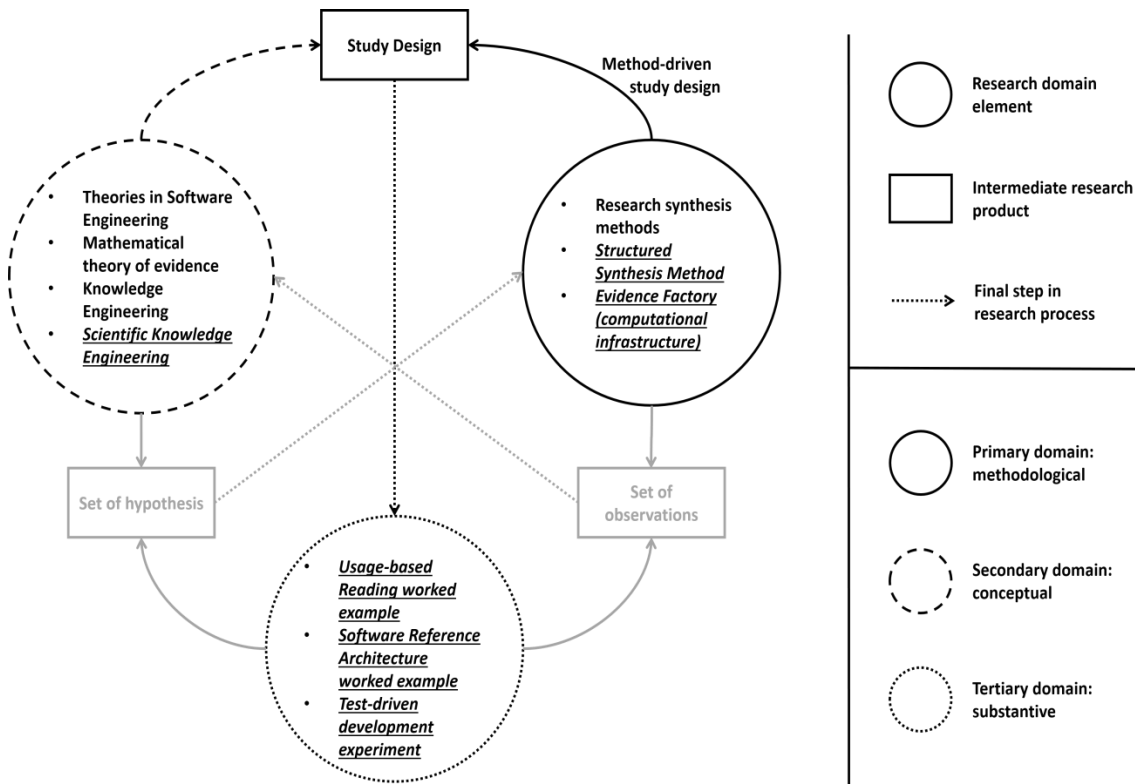 Study Design
Method-driven
study design
• Theories in Software
Engineering
• Mathematical
theory of evidence
• Knowledge
Engineering
• Scientific Knowledge
Engineering
• Research synthesis
methods
• Structured
Synthesis Method
• Evidence Factory
(computational
infrastructure)
Set of hypothesis
Set of
observations
• Usage-based
Reading worked
example
• Software Reference
Architecture
worked example
• Test-driven
development
experiment
Research domain
element
Intermediate research
product
Final step in
research process
Primary domain:
methodological
Secondary domain:
conceptual
Tertiary domain:
substantive